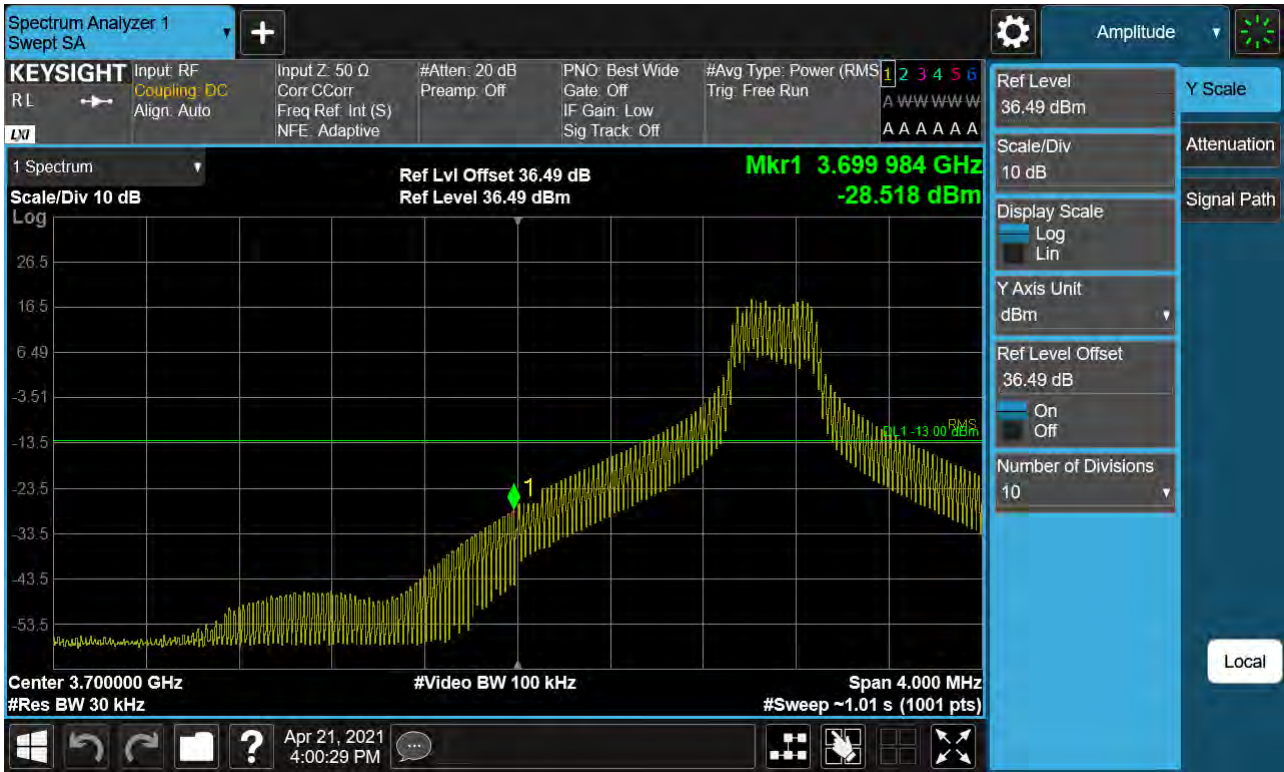 Spectrum Analyzer 1
Swept SA
Amplitude
KEYSIGHT
RL
LXI
Input: RF
Coupling: DC
Align: Auto
Input Z: 50 Ω
Corr CCorr
Freq Ref: Int (S)
NFE: Adaptive
#Atten: 20 dB
Preamp: Off
PNO: Best Wide
Gate: Off
IF Gain: Low
Sig Track: Off
#Avg Type: Power (RMS
Trig: Free Run
1 2 3 4 5 6
A W W W W W
A A A A A A
1 Spectrum
Scale/Div 10 dB
Ref Lvl Offset 36.49 dB
Ref Level 36.49 dBm
Mkr1 3.699 984 GHz
-28.518 dBm
Log
26.5
16.5
6.49
-3.51
-13.5
-23.5
-33.5
-43.5
-53.5
RMS
DL1 -13.00 dBm
1
Center 3.700000 GHz
#Res BW 30 kHz
#Video BW 100 kHz
Span 4.000 MHz
#Sweep ~1.01 s (1001 pts)
Ref Level
36.49 dBm
Scale/Div
10 dB
Display Scale
Log
Lin
Y Axis Unit
dBm
Ref Level Offset
36.49 dB
On
Off
Number of Divisions
10
Y Scale
Attenuation
Signal Path
Local
?
Apr 21, 2021
4:00:29 PM